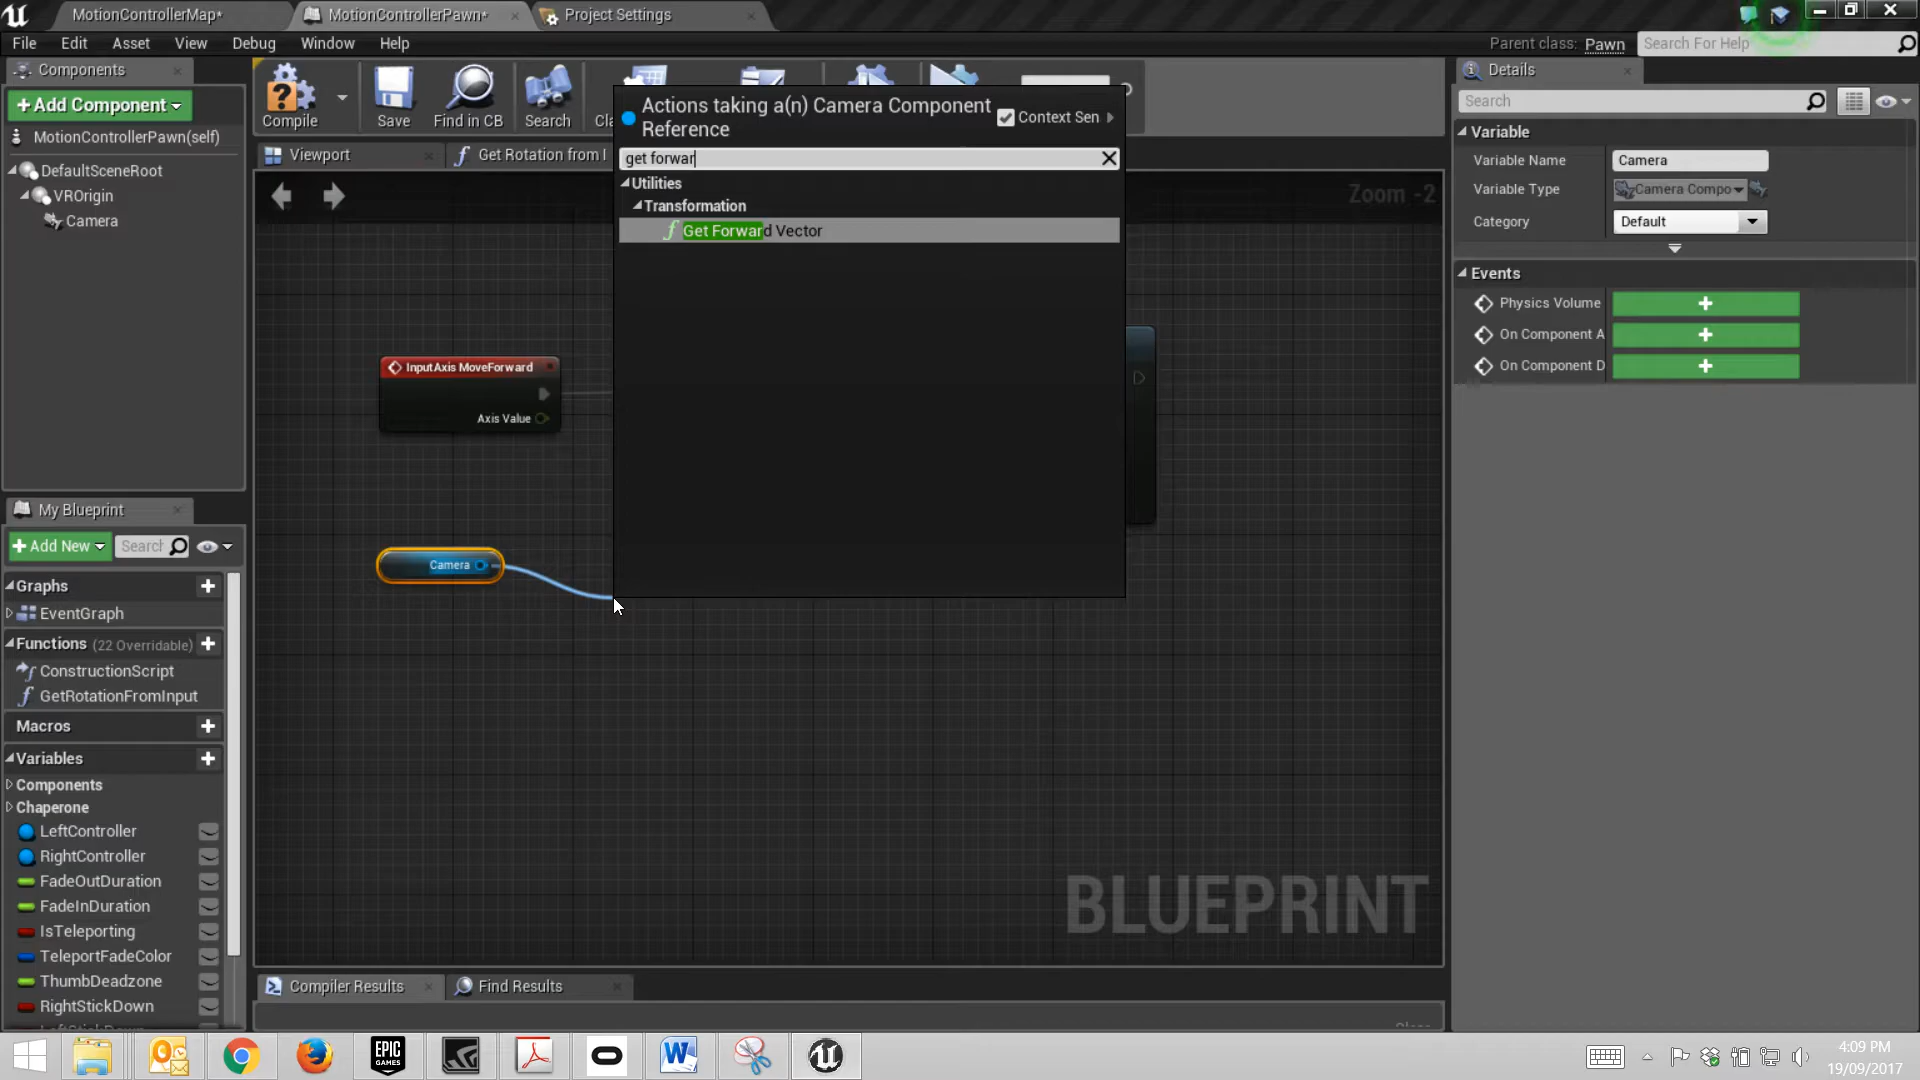 MotionControllerMap*
MotionControllerPawn*
Project Settings
File Edit Asset View Debug Window Help
Parent class: Pawn
Search For Help
Components
+Add Component
MotionControllerPawn(self)
DefaultSceneRoot
VROrigin
Camera
Compile
Save
Find in CB
Search
Viewport
Get Rotation from I
Actions taking a(n) Camera Component
Reference
Context Sen
get forwar
Utilities
Transformation
Get Forward Vector
Zoom -2
InputAxis MoveForward
Axis Value
Camera
BLUEPRINT
Compiler Results
Find Results
My Blueprint
+Add New
Search
Graphs
EventGraph
Functions (22 Overridable)
ConstructionScript
GetRotationFromInput
Macros
Variables
Components
Chaperone
LeftController
RightController
FadeOutDuration
FadeInDuration
IsTeleporting
TeleportFadeColor
ThumbDeadzone
RightStickDown
Details
Search
Variable
Variable Name Camera
Variable Type Camera Compo
Category Default
Events
Physics Volume
On Component A
On Component D
EPIC
GAMES
4:09 PM
19/09/2017